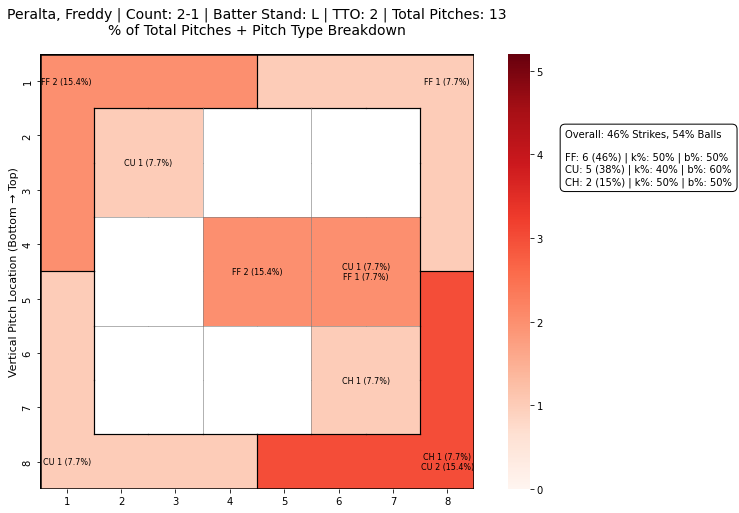 Peralta, Freddy | Count: 2-1 | Batter Stand: L | TTO: 2 | Total Pitches: 13
% of Total Pitches + Pitch Type Breakdown
FF 2 (15.4%)
FF 1 (7.7%)
CU 1 (7.7%)
FF 2 (15.4%)
CU 1 (7.7%)
FF 1 (7.7%)
CH 1 (7.7%)
CU 1 (7.7%)
CH 1 (7.7%)
CU 2 (15.4%)
Vertical Pitch Location (Bottom → Top)
1
2
3
4
5
6
7
8
1 2 3 4 5 6 7 8
5
4
3
2
1
0
Overall: 46% Strikes, 54% Balls
FF: 6 (46%) | k%: 50% | b%: 50%
CU: 5 (38%) | k%: 40% | b%: 60%
CH: 2 (15%) | k%: 50% | b%: 50%